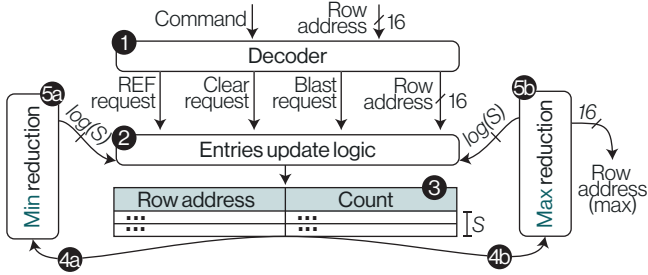 Command
Row
address
16
1
Decoder
REF
request
Clear
request
Blast
request
Row
address
16
5a
Min reduction
log(S)
2
Entries update logic
log(S)
5b
Max reduction
16
Row
address
(max)
3
Row address
Count
⋮⋮⋮
⋮⋮⋮
⋮⋮⋮
⋮⋮⋮
S
4a
4b